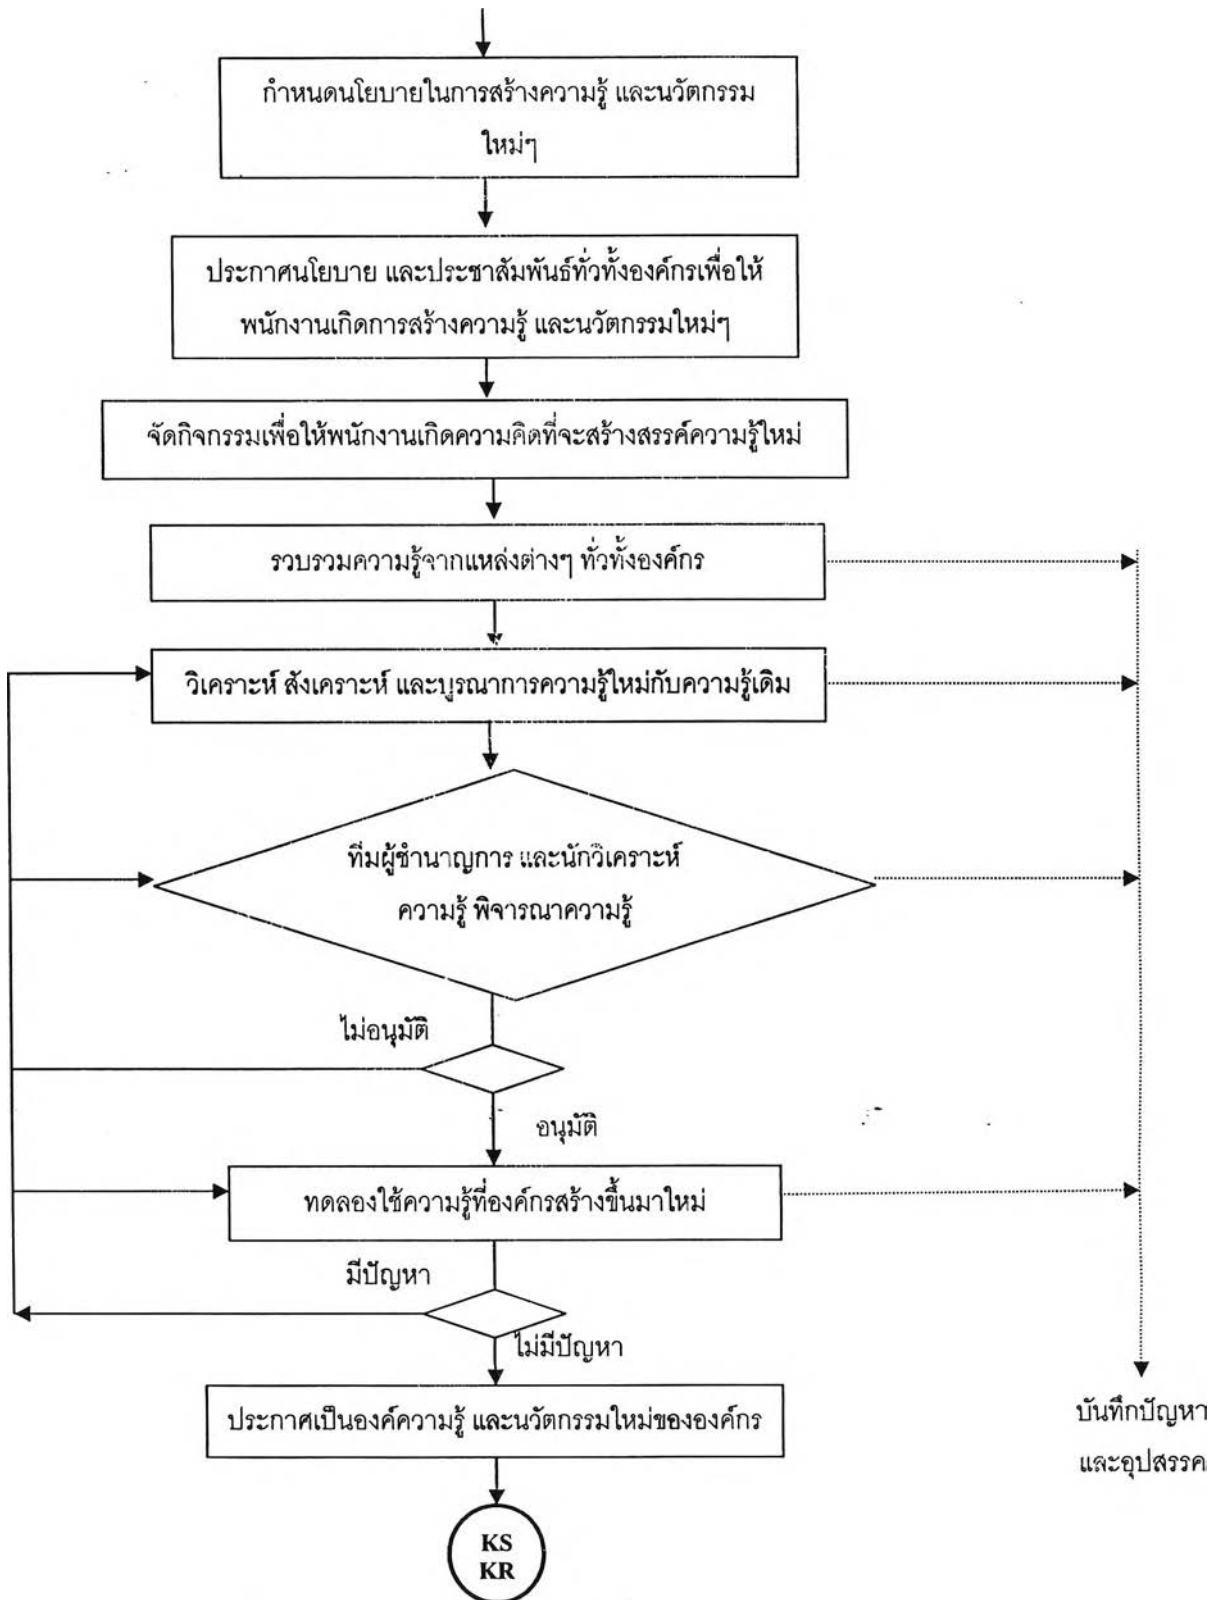 กำหนดนโยบายในการสร้างความรู้ และนวัตกรรม
ใหม่ๆ
ประกาศนโยบาย และประชาสัมพันธ์ทั่วทั้งองค์กรเพื่อให้
พนักงานเกิดการสร้างความรู้ และนวัตกรรมใหม่ๆ
จัดกิจกรรมเพื่อให้พนักงานเกิดความคิดที่จะสร้างสรรค์ความรู้ใหม่
รวบรวมความรู้จากแหล่งต่างๆ ทั่วทั้งองค์กร
วิเคราะห์ สังเคราะห์ และบูรณาการความรู้ใหม่กับความรู้เดิม
ทีมผู้ชำนาญการ และนักวิเคราะห์
ความรู้ พิจารณาความรู้
ไม่อนุมัติ
อนุมัติ
ทดลองใช้ความรู้ที่องค์กรสร้างขึ้นมาใหม่
มีปัญหา
ไม่มีปัญหา
ประกาศเป็นองค์ความรู้ และนวัตกรรมใหม่ขององค์กร
บันทึกปัญหา
และอุปสรรค
KS
KR